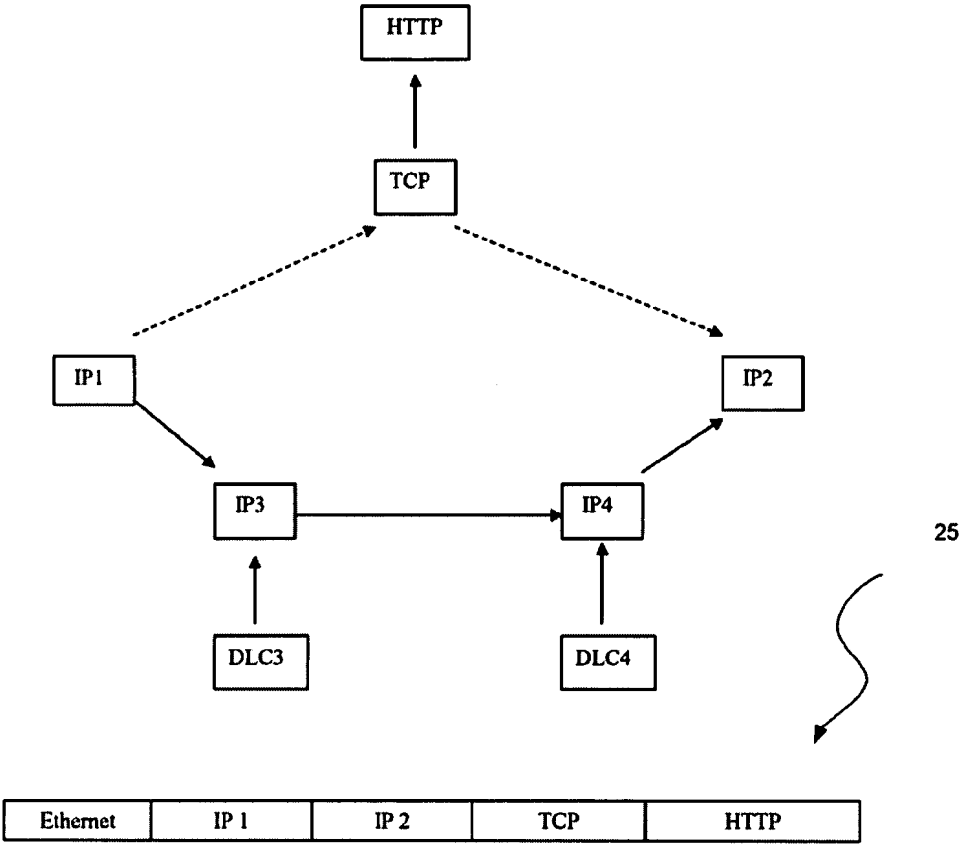 HTTP
TCP
IP1
IP2
IP3
IP4
25
DLC3
DLC4
Ethernet IP 1 IP 2 TCP HTTP